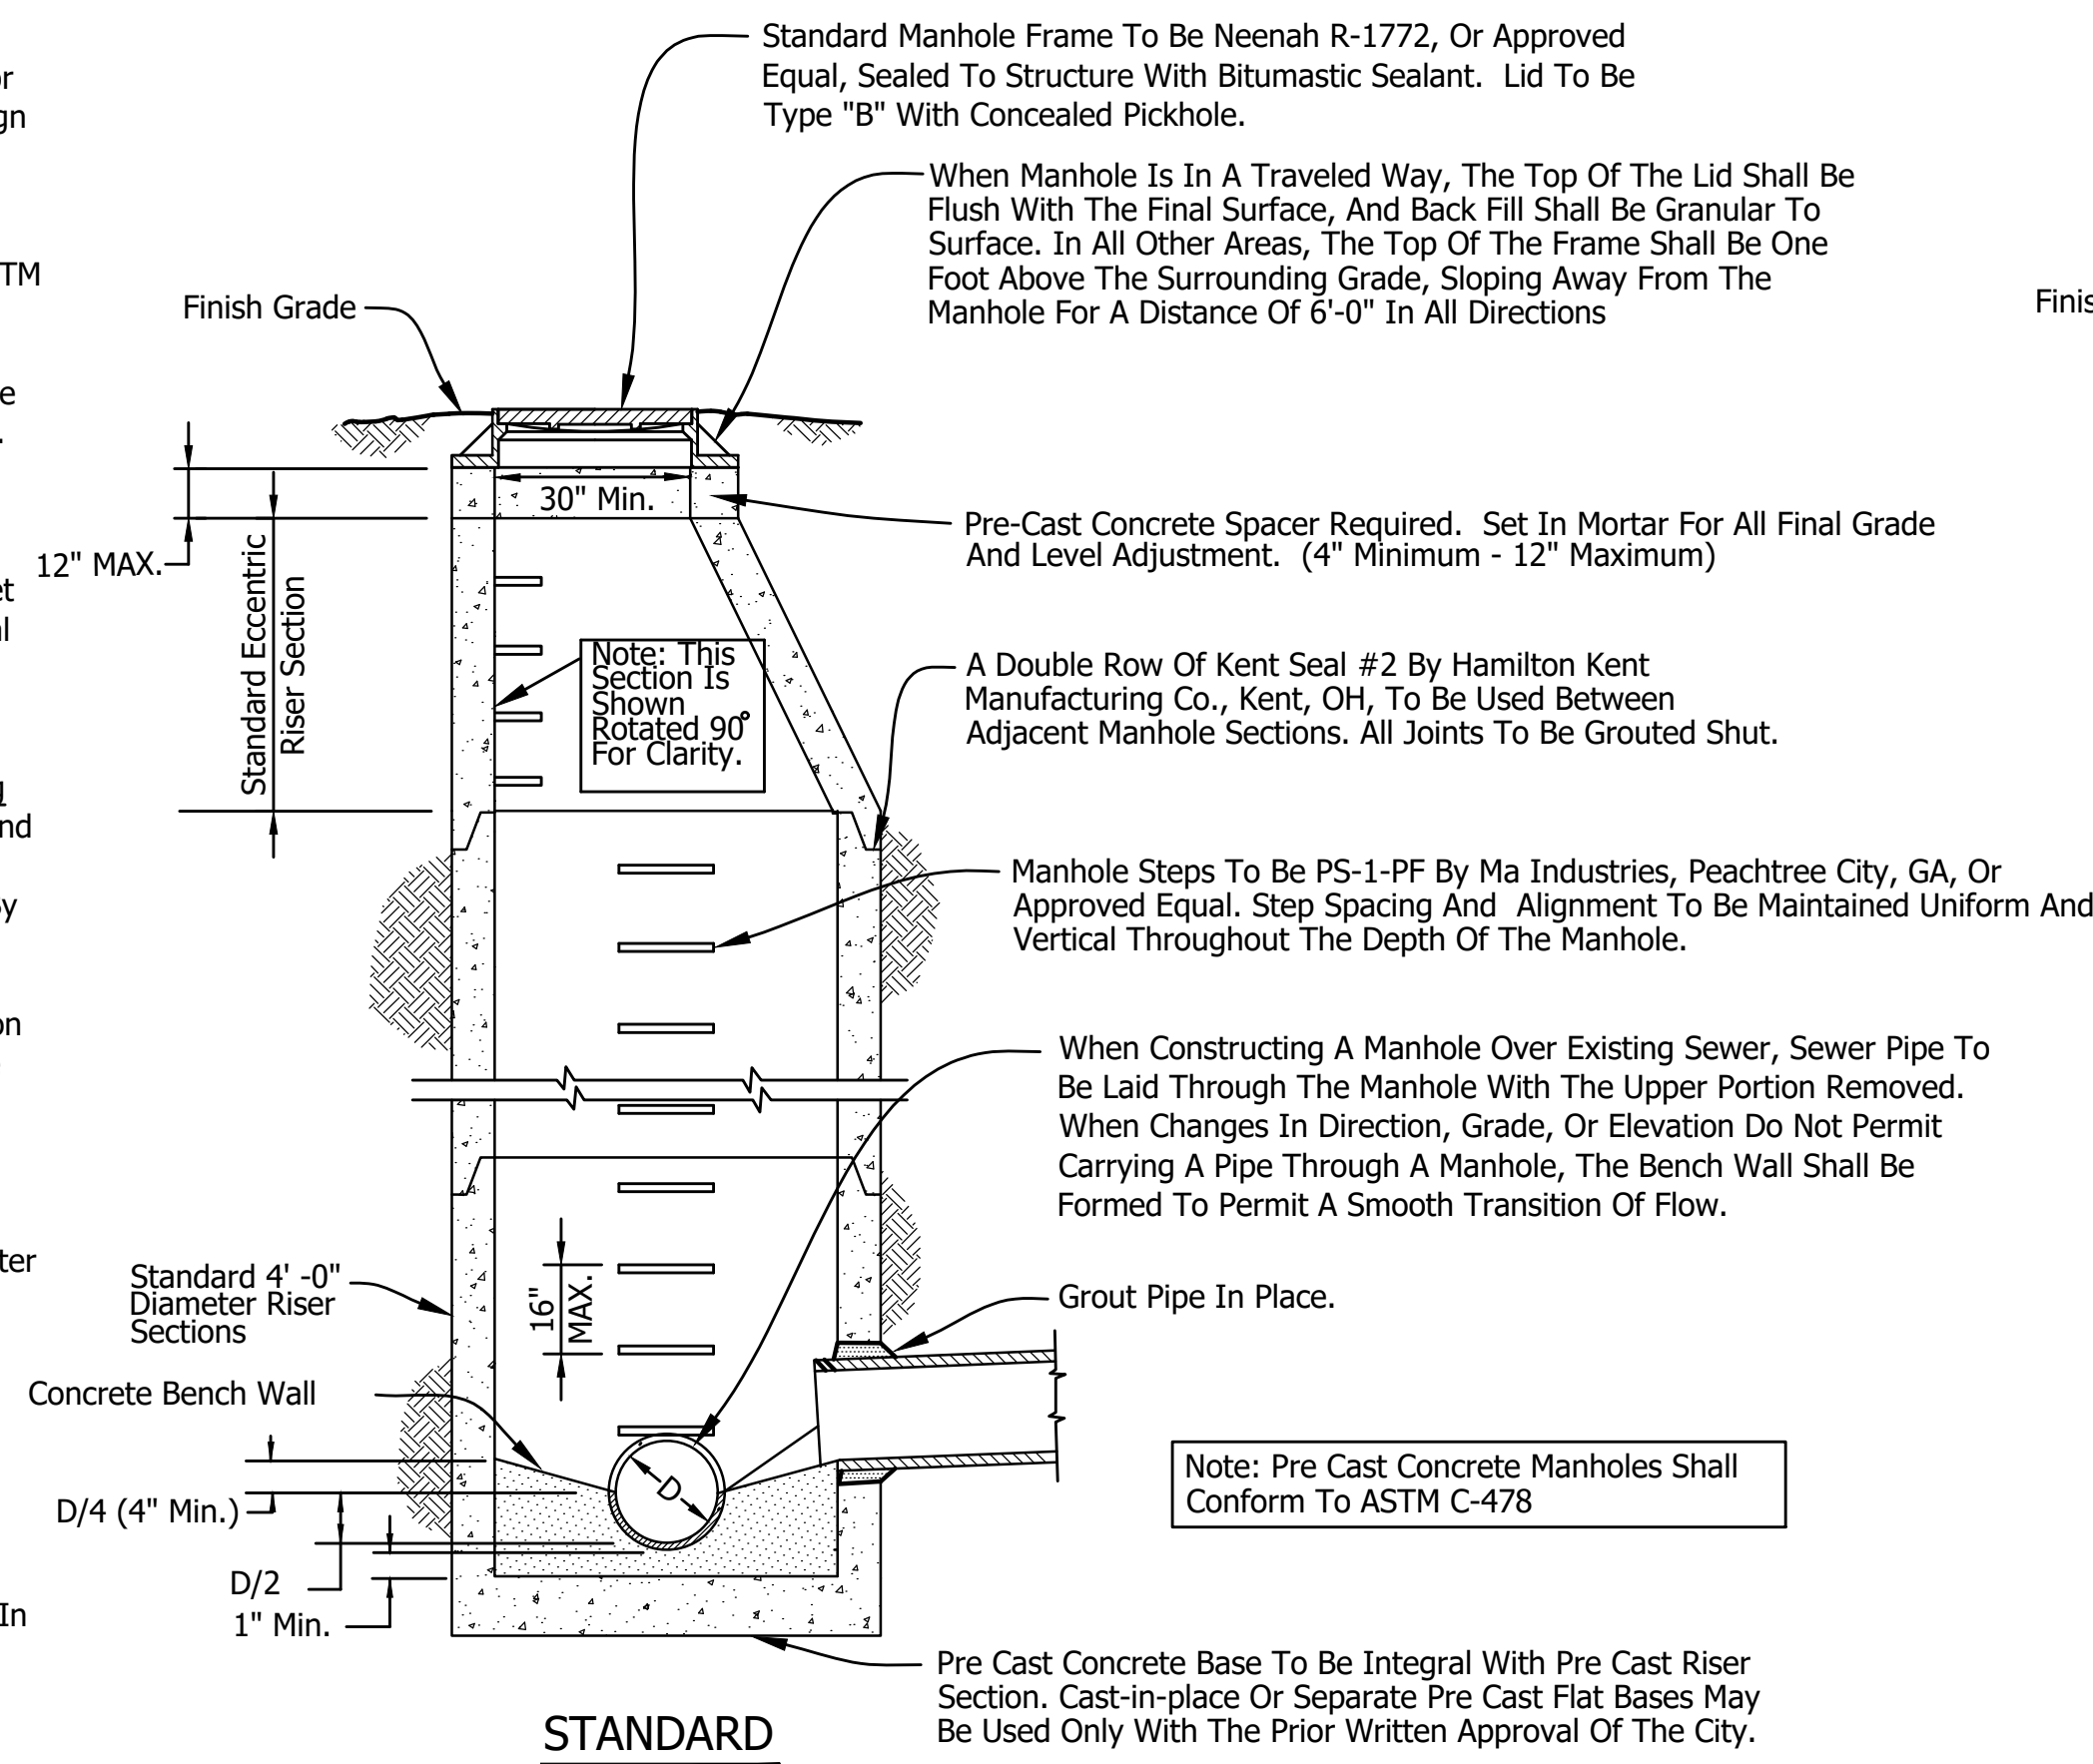 Standard Manhole Frame To Be Neenah R-1772, Or Approved
Equal, Sealed To Structure With Bitumastic Sealant. Lid To Be
Type "B" With Concealed Pickhole.
When Manhole Is In A Traveled Way, The Top Of The Lid Shall Be
Flush With The Final Surface, And Back Fill Shall Be Granular To
Surface. In All Other Areas, The Top Of The Frame Shall Be One
Foot Above The Surrounding Grade, Sloping Away From The
Manhole For A Distance Of 6'-0" In All Directions
or
gn
TM
e
.
et
al
g
nd
by
on
ter
In
Finis
Finish Grade
30" Min.
12" MAX.
Standard Eccentric
Riser Section
Pre-Cast Concrete Spacer Required. Set In Mortar For All Final Grade
And Level Adjustment. (4" Minimum - 12" Maximum)
Note: This
Section Is
Shown
Rotated 90°
For Clarity.
A Double Row Of Kent Seal #2 By Hamilton Kent
Manufacturing Co., Kent, OH, To Be Used Between
Adjacent Manhole Sections. All Joints To Be Grouted Shut.
Manhole Steps To Be PS-1-PF By Ma Industries, Peachtree City, GA, Or
Approved Equal. Step Spacing And Alignment To Be Maintained Uniform And
Vertical Throughout The Depth Of The Manhole.
When Constructing A Manhole Over Existing Sewer, Sewer Pipe To
Be Laid Through The Manhole With The Upper Portion Removed.
When Changes In Direction, Grade, Or Elevation Do Not Permit
Carrying A Pipe Through A Manhole, The Bench Wall Shall Be
Formed To Permit A Smooth Transition Of Flow.
Standard 4' -0"
Diameter Riser
Sections
16"
MAX.
Grout Pipe In Place.
Concrete Bench Wall
D
D/4 (4" Min.)
D/2
1" Min.
Note: Pre Cast Concrete Manholes Shall
Conform To ASTM C-478
Pre Cast Concrete Base To Be Integral With Pre Cast Riser
Section. Cast-in-place Or Separate Pre Cast Flat Bases May
Be Used Only With The Prior Written Approval Of The City.
STANDARD